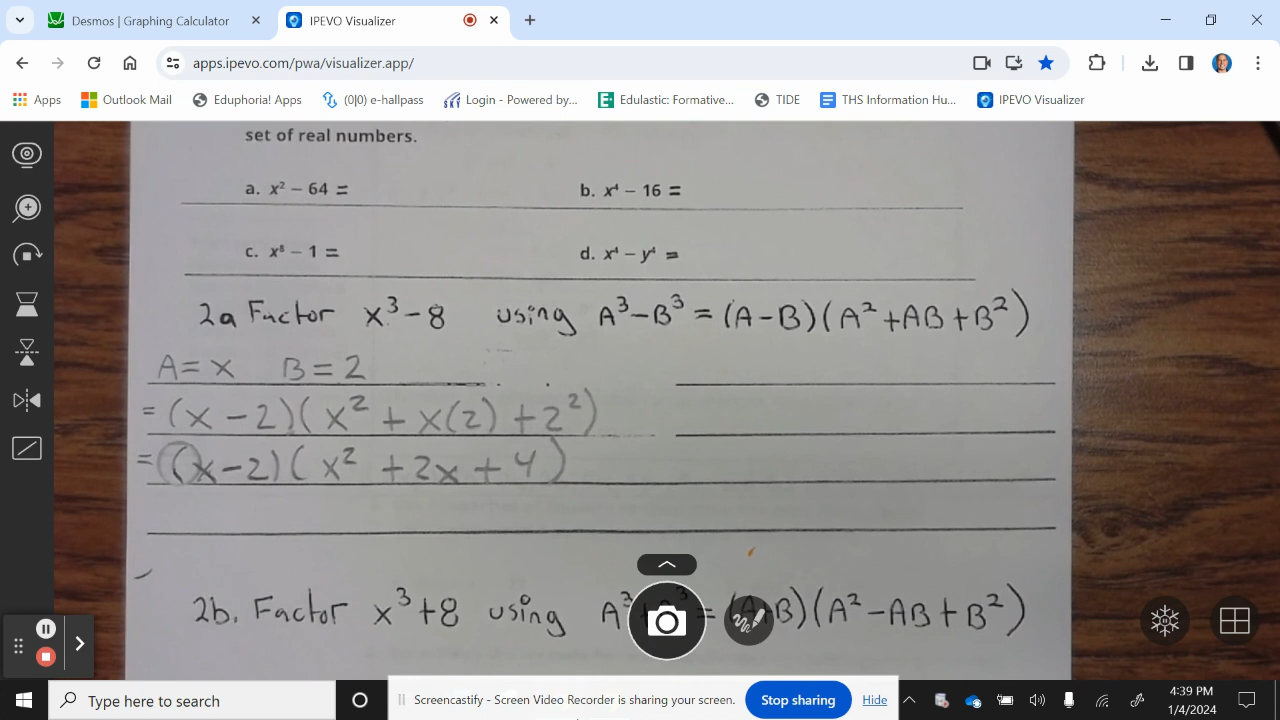 Desmos | Graphing Calculator
IPEVO Visualizer
apps.ipevo.com/pwa/visualizer.app/
Apps
Outlook Mail
Eduphoria! Apps
(0|0) e-hallpass
Login - Powered by...
Edulastic: Formative...
TIDE
THS Information Hu...
IPEVO Visualizer
set of real numbers.
a. x² – 64 =
b. x⁴ – 16 =
c. x⁸ – 1 =
d. x⁴ – y⁴ =
2a Factor x³-8 using A³-B³ = (A-B)(A²+AB+B²)
A = x B = 2
= (x-2)(x² + x(2) + 2²)
= (x-2)(x² + 2x + 4)
2b. Factor x³+8 using A³ ³ = (A B)(A²-AB+B²)
Type here to search
Screencastify - Screen Video Recorder is sharing your screen.
Stop sharing
Hide
4:39 PM
1/4/2024